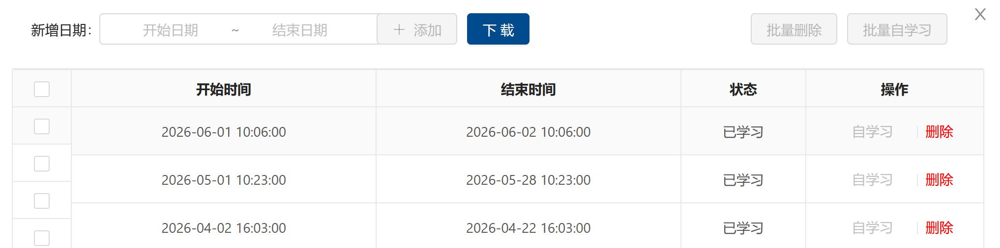 新增日期: 开始日期 ~ 结束日期 + 添加 下 载 批量删除 批量自学习 X
开始时间 结束时间 状态 操作
2026-06-01 10:06:00 2026-06-02 10:06:00 已学习 自学习 删除
2026-05-01 10:23:00 2026-05-28 10:23:00 已学习 自学习 删除
2026-04-02 16:03:00 2026-04-22 16:03:00 已学习 自学习 删除